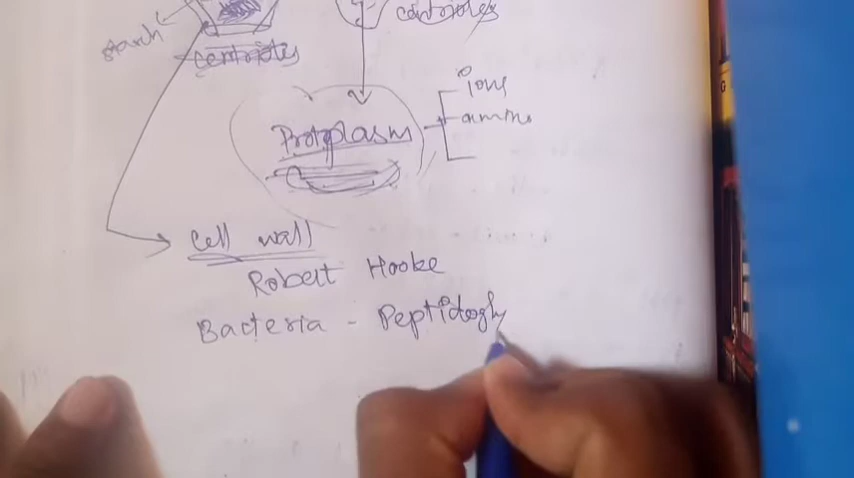 centrioles
starch
centrioles
ions
Protoplasm
amino
cell wall
Robert Hooke
Bacteria - Peptidogly